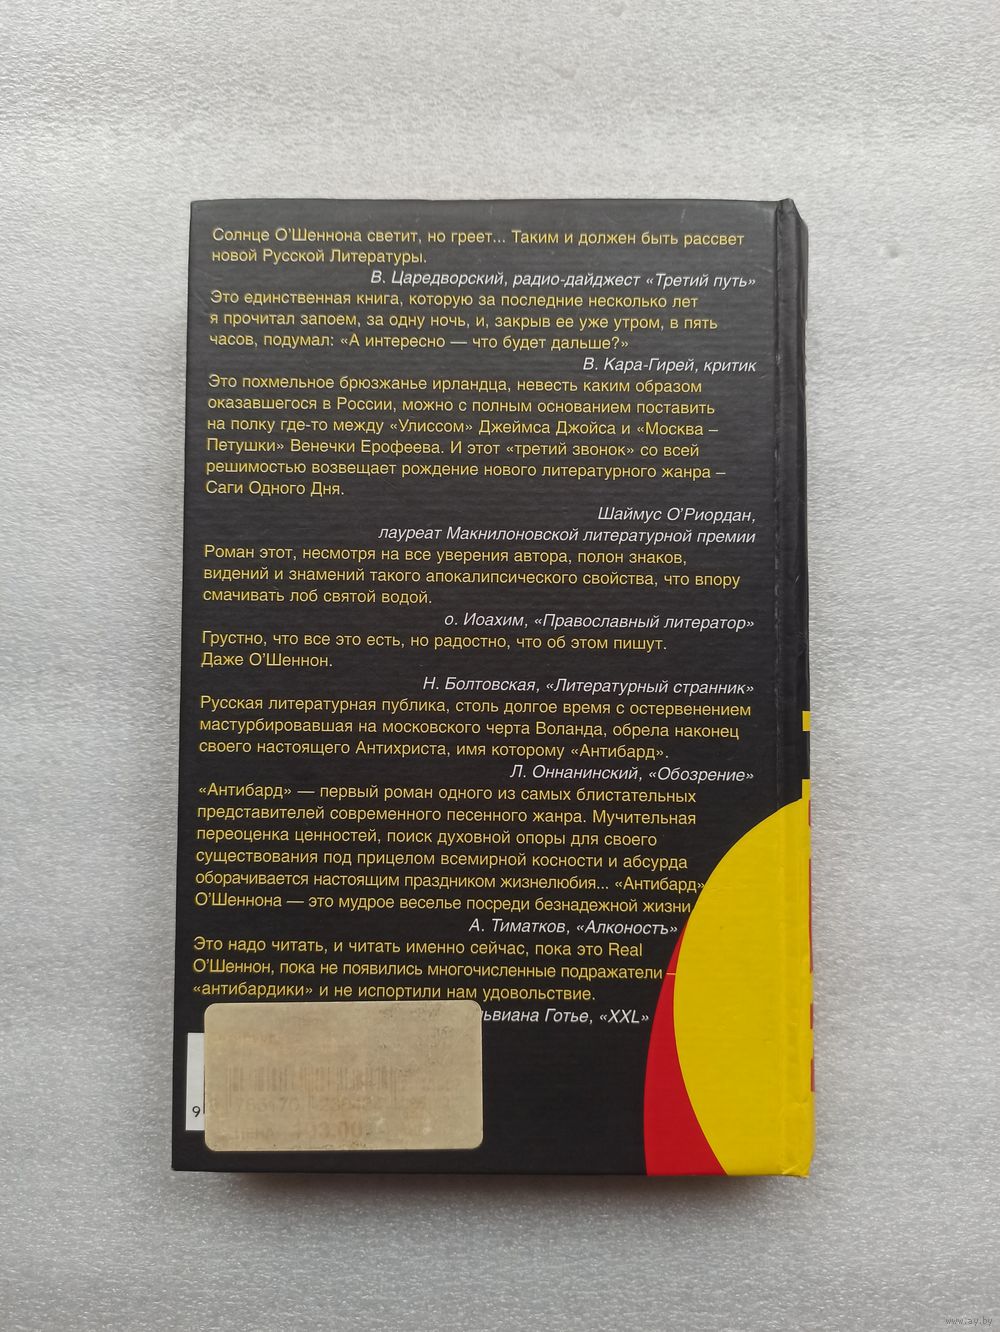 Солнце О'Шеннона светит, но греет... Таким и должен быть рассвет
новой Русской Литературы.
В. Царедворский, радио-дайджест «Третий путь»
Это единственная книга, которую за последние несколько лет
я прочитал запоем, за одну ночь, и, закрыв ее уже утром, в пять
часов, подумал: «А интересно — что будет дальше?»
В. Кара-Гирей, критик
Это похмельное брюзжанье ирландца, невесть каким образом
оказавшегося в России, можно с полным основанием поставить
на полку где-то между «Улиссом» Джеймса Джойса и «Москва –
Петушки» Венечки Ерофеева. И этот «третий звонок» со всей
решимостью возвещает рождение нового литературного жанра –
Саги Одного Дня.
Шаймус О'Риордан,
лауреат Макнилоновской литературной премии
Роман этот, несмотря на все уверения автора, полон знаков,
видений и знамений такого апокалипсического свойства, что впору
смачивать лоб святой водой.
о. Иоахим, «Православный литератор»
Грустно, что все это есть, но радостно, что об этом пишут.
Даже О'Шеннон.
Н. Болтовская, «Литературный странник»
Русская литературная публика, столь долгое время с остервенением
мастурбировавшая на московского черта Воланда, обрела наконец
своего настоящего Антихриста, имя которому «Антибард».
Л. Оннанинский, «Обозрение»
«Антибард» — первый роман одного из самых блистательных
представителей современного песенного жанра. Мучительная
переоценка ценностей, поиск духовной опоры для своего
существования под прицелом всемирной косности и абсурда
оборачивается настоящим праздником жизнелюбия... «Антибард»
О'Шеннона — это мудрое веселье посреди безнадежной жизни
А. Тиматков, «Алконостъ»
Это надо читать, и читать именно сейчас, пока это Real
О'Шеннон, пока не появились многочисленные подражатели –
«антибардики» и не испортили нам удовольствие.
Готье, «XXL»
9
www.ay.by